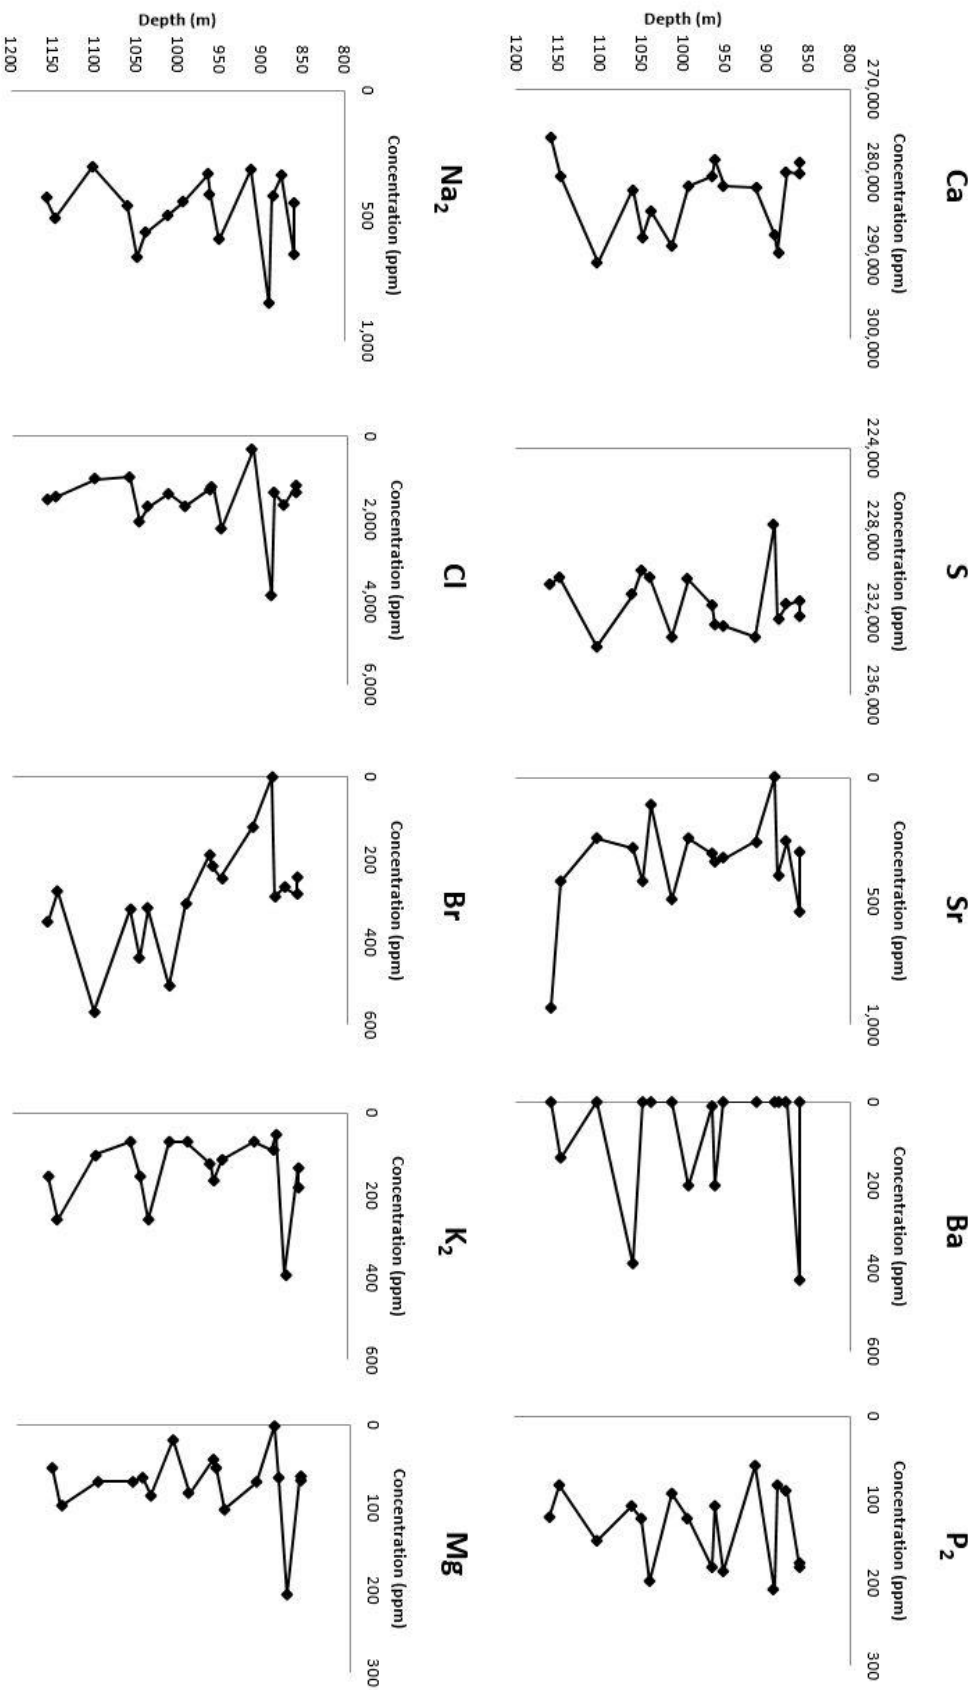 Ca
Concentration (ppm)
270,000 280,000 290,000 300,000
S
Concentration (ppm)
224,000 228,000 232,000 236,000
Sr
Concentration (ppm)
0 500 1,000
Ba
Concentration (ppm)
0 200 400 600
P2
Concentration (ppm)
0 100 200 300
800
850
900
950
1000
1050
1100
1150
1200
Depth (m)
Na2
Concentration (ppm)
0 500 1,000
Cl
Concentration (ppm)
0 2,000 4,000 6,000
Br
Concentration (ppm)
0 200 400 600
K2
Concentration (ppm)
0 200 400 600
Mg
Concentration (ppm)
0 100 200 300
800
850
900
950
1000
1050
1100
1150
1200
Depth (m)